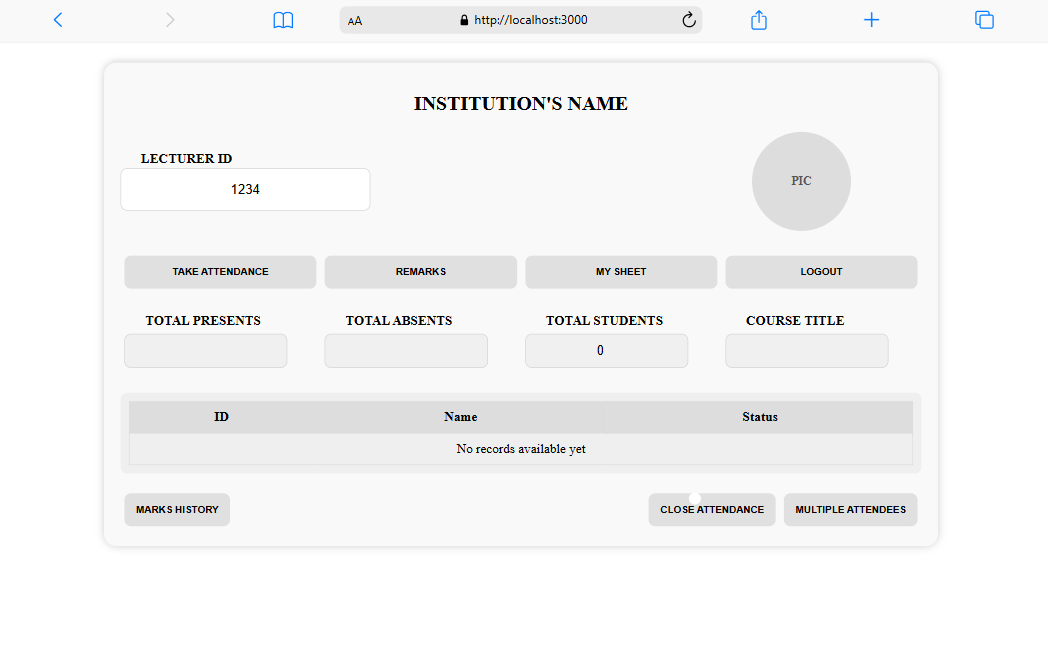 AA http://localhost:3000
INSTITUTION'S NAME
LECTURER ID
1234
PIC
TAKE ATTENDANCE REMARKS MY SHEET LOGOUT
TOTAL PRESENTS TOTAL ABSENTS TOTAL STUDENTS COURSE TITLE
0
ID Name Status
No records available yet
MARKS HISTORY CLOSE ATTENDANCE MULTIPLE ATTENDEES